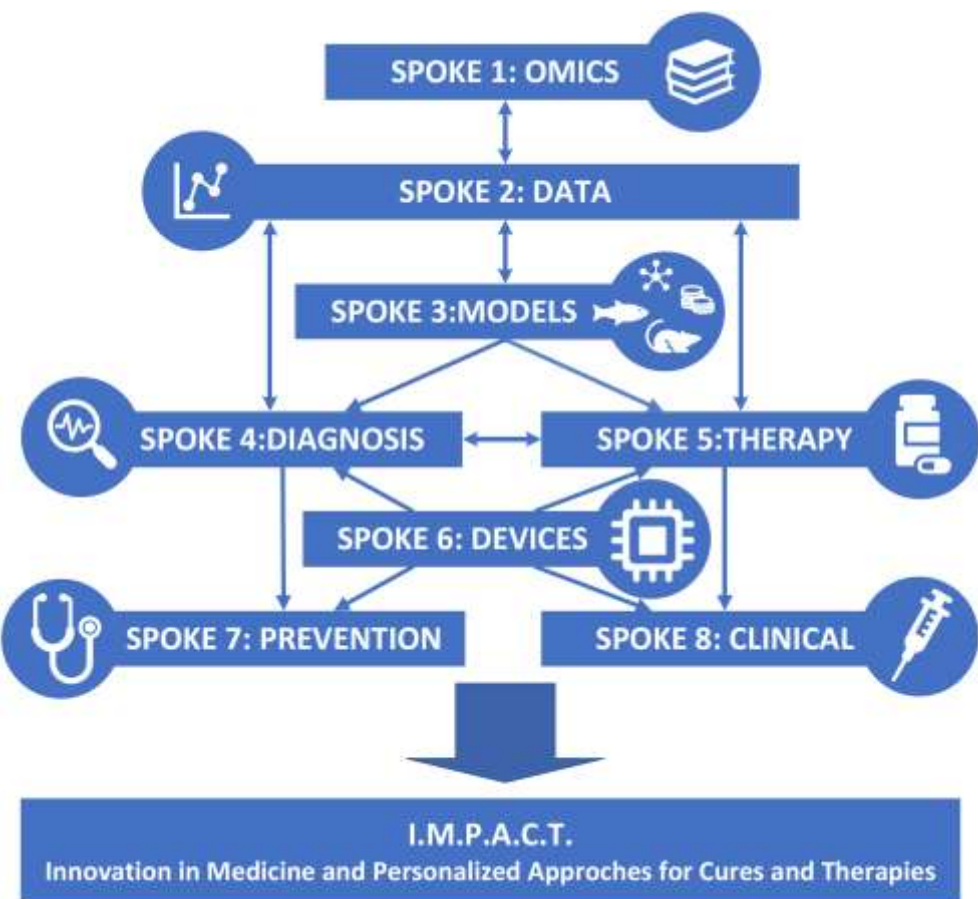 SPOKE 1: OMICS
SPOKE 2: DATA
SPOKE 3:MODELS
SPOKE 4:DIAGNOSIS
SPOKE 5:THERAPY
SPOKE 6: DEVICES
SPOKE 7: PREVENTION
SPOKE 8: CLINICAL
I.M.P.A.C.T.
Innovation in Medicine and Personalized Approches for Cures and Therapies